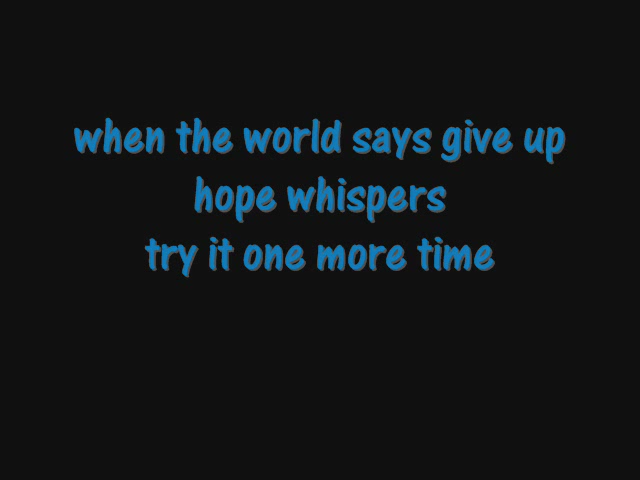 when the world says give up
hope whispers
try it one more time